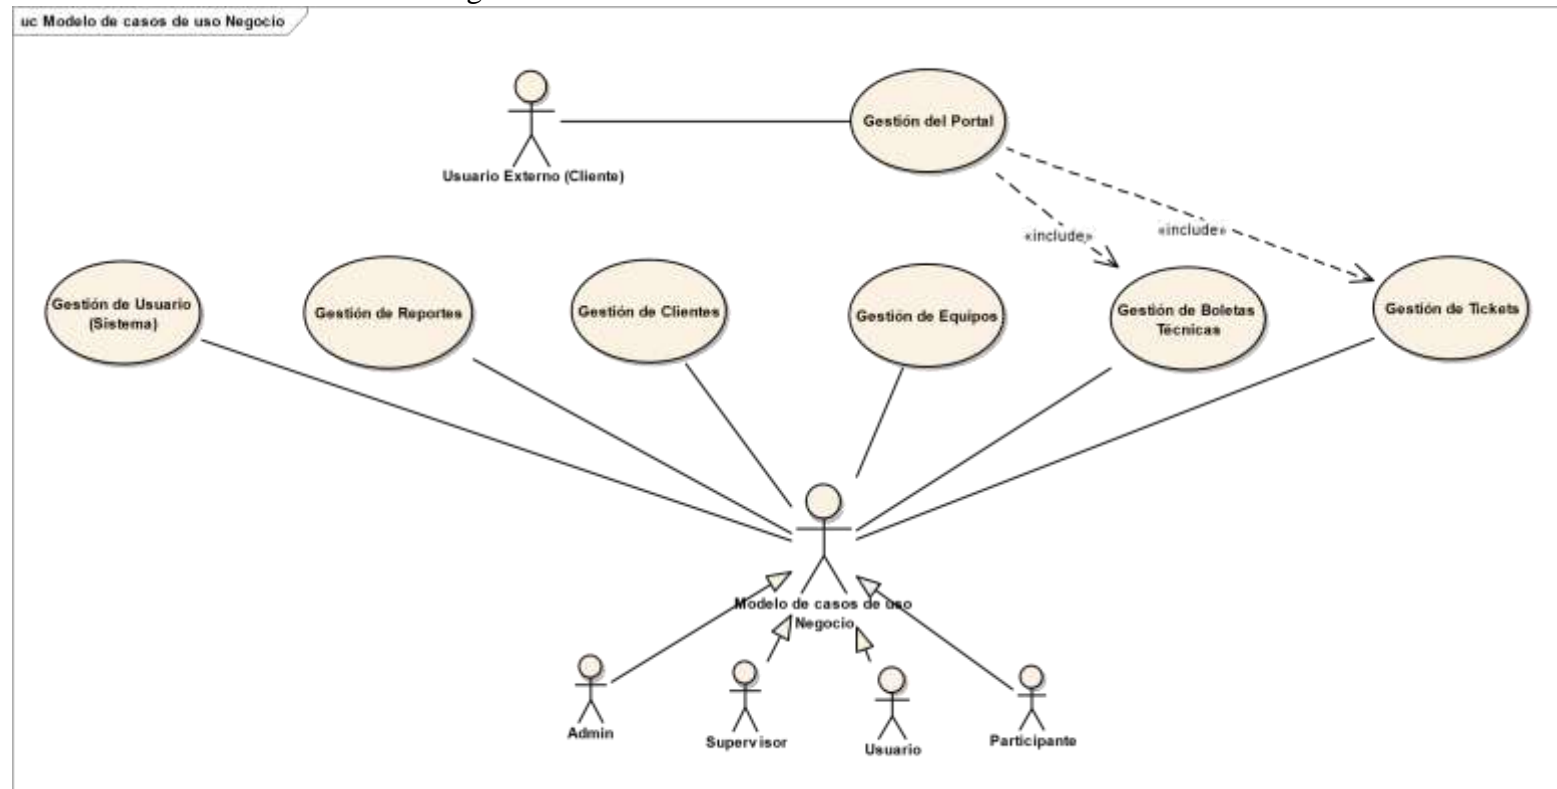 uc Modelo de casos de uso Negocio
Usuario Externo (Cliente)
Gestión del Portal
«include»
«include»
Gestión de Usuario
(Sistema)
Gestión de Reportes
Gestión de Clientes
Gestión de Equipos
Gestión de Boletas
Técnicas
Gestión de Tickets
Modelo de casos de uso
Negocio
Admin
Supervisor
Usuario
Participante